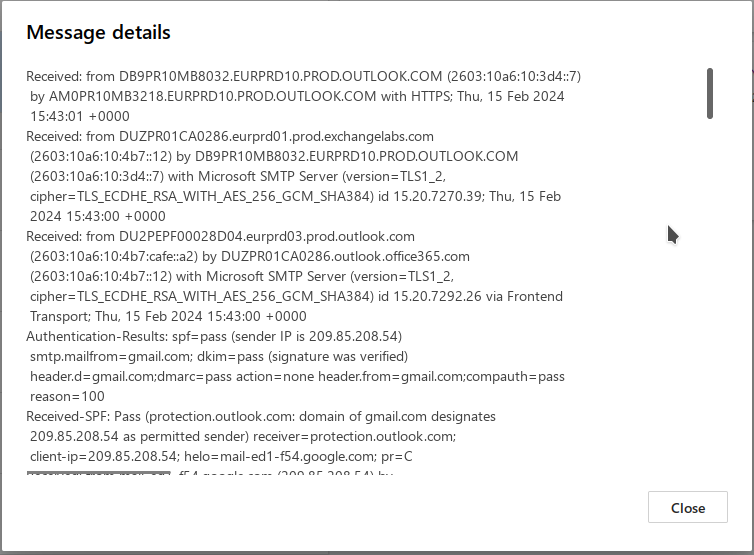 Message details
Received: from DB9PR10MB8032.EURPRD10.PROD.OUTLOOK.COM (2603:10a6:10:3d4::7)
by AM0PR10MB3218.EURPRD10.PROD.OUTLOOK.COM with HTTPS; Thu, 15 Feb 2024
15:43:01 +0000
Received: from DUZPR01CA0286.eurprd01.prod.exchangelabs.com
(2603:10a6:10:4b7::12) by DB9PR10MB8032.EURPRD10.PROD.OUTLOOK.COM
(2603:10a6:10:3d4::7) with Microsoft SMTP Server (version=TLS1_2,
cipher=TLS_ECDHE_RSA_WITH_AES_256_GCM_SHA384) id 15.20.7270.39; Thu, 15 Feb
2024 15:43:00 +0000
Received: from DU2PEPF00028D04.eurprd03.prod.outlook.com
(2603:10a6:10:4b7:cafe::a2) by DUZPR01CA0286.outlook.office365.com
(2603:10a6:10:4b7::12) with Microsoft SMTP Server (version=TLS1_2,
cipher=TLS_ECDHE_RSA_WITH_AES_256_GCM_SHA384) id 15.20.7292.26 via Frontend
Transport; Thu, 15 Feb 2024 15:43:00 +0000
Authentication-Results: spf=pass (sender IP is 209.85.208.54)
smtp.mailfrom=gmail.com; dkim=pass (signature was verified)
header.d=gmail.com;dmarc=pass action=none header.from=gmail.com;compauth=pass
reason=100
Received-SPF: Pass (protection.outlook.com: domain of gmail.com designates
209.85.208.54 as permitted sender) receiver=protection.outlook.com;
client-ip=209.85.208.54; helo=mail-ed1-f54.google.com; pr=C
Close